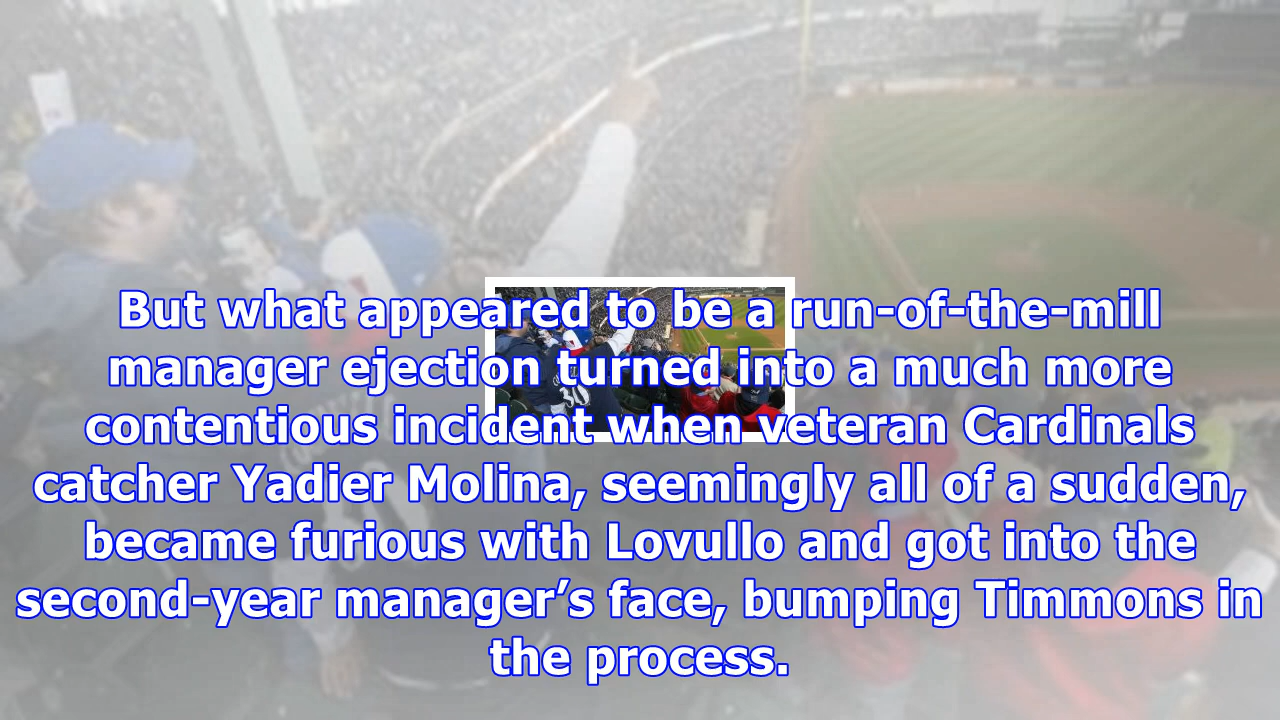 But what appeared to be a run-of-the-mill
manager ejection turned into a much more
contentious incident when veteran Cardinals
catcher Yadier Molina, seemingly all of a sudden,
became furious with Lovullo and got into the
second-year manager’s face, bumping Timmons in
the process.
30